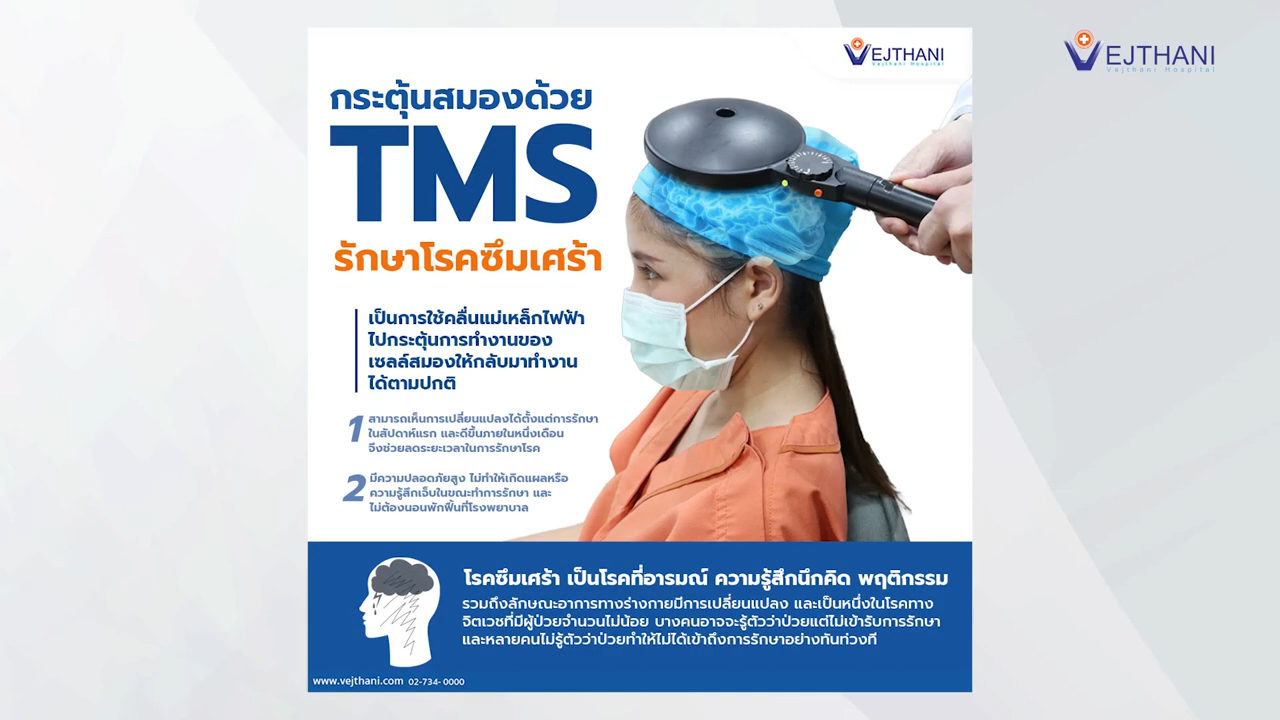 VEJTHANI
Vejthani Hospital
VEJTHANI
Vejthani Hospital
กระตุ้นสมองด้วย
TMS
รักษาโรคซึมเศร้า
เป็นการใช้คลื่นแม่เหล็กไฟฟ้า
ไปกระตุ้นการทำงานของ
เซลล์สมองให้กลับมาทำงาน
ได้ตามปกติ
1 สามารถเห็นการเปลี่ยนแปลงได้ตั้งแต่การรักษา
ในสัปดาห์แรก และดีขึ้นภายในหนึ่งเดือน
จึงช่วยลดระยะเวลาในการรักษาโรค
2 มีความปลอดภัยสูง ไม่ทำให้เกิดแผลหรือ
ความรู้สึกเจ็บในขณะทำการรักษา และ
ไม่ต้องนอนพักฟื้นที่โรงพยาบาล
โรคซึมเศร้า เป็นโรคที่อารมณ์ ความรู้สึกนึกคิด พฤติกรรม
รวมถึงลักษณะอาการทางร่างกายมีการเปลี่ยนแปลง และเป็นหนึ่งในโรคทาง
จิตเวชที่มีผู้ป่วยจำนวนไม่น้อย บางคนอาจจะรู้ตัวว่าป่วยแต่ไม่เข้ารับการรักษา
และหลายคนไม่รู้ตัวว่าป่วยทำให้ไม่ได้เข้าถึงการรักษาอย่างทันท่วงที
www.vejthani.com 02-734- 0000